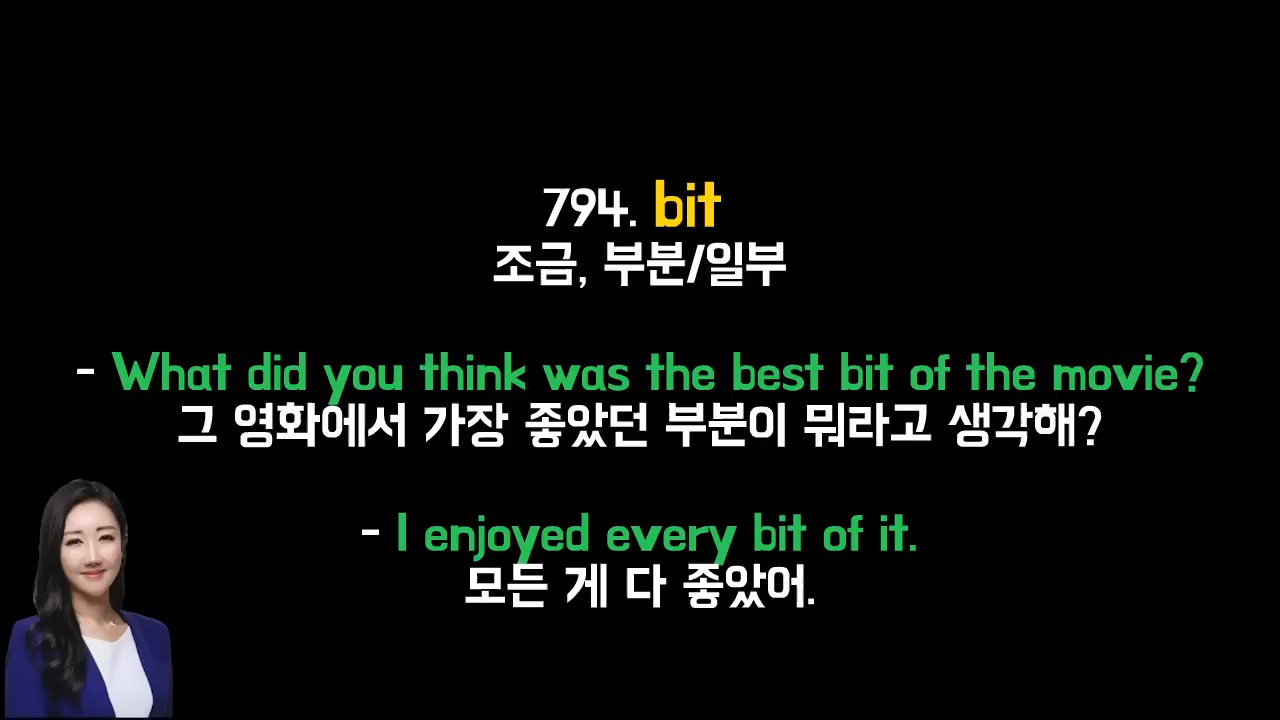 794. bit
조금, 부분/일부
- What did you think was the best bit of the movie?
그 영화에서 가장 좋았던 부분이 뭐라고 생각해?
- I enjoyed every bit of it.
모든 게 다 좋았어.